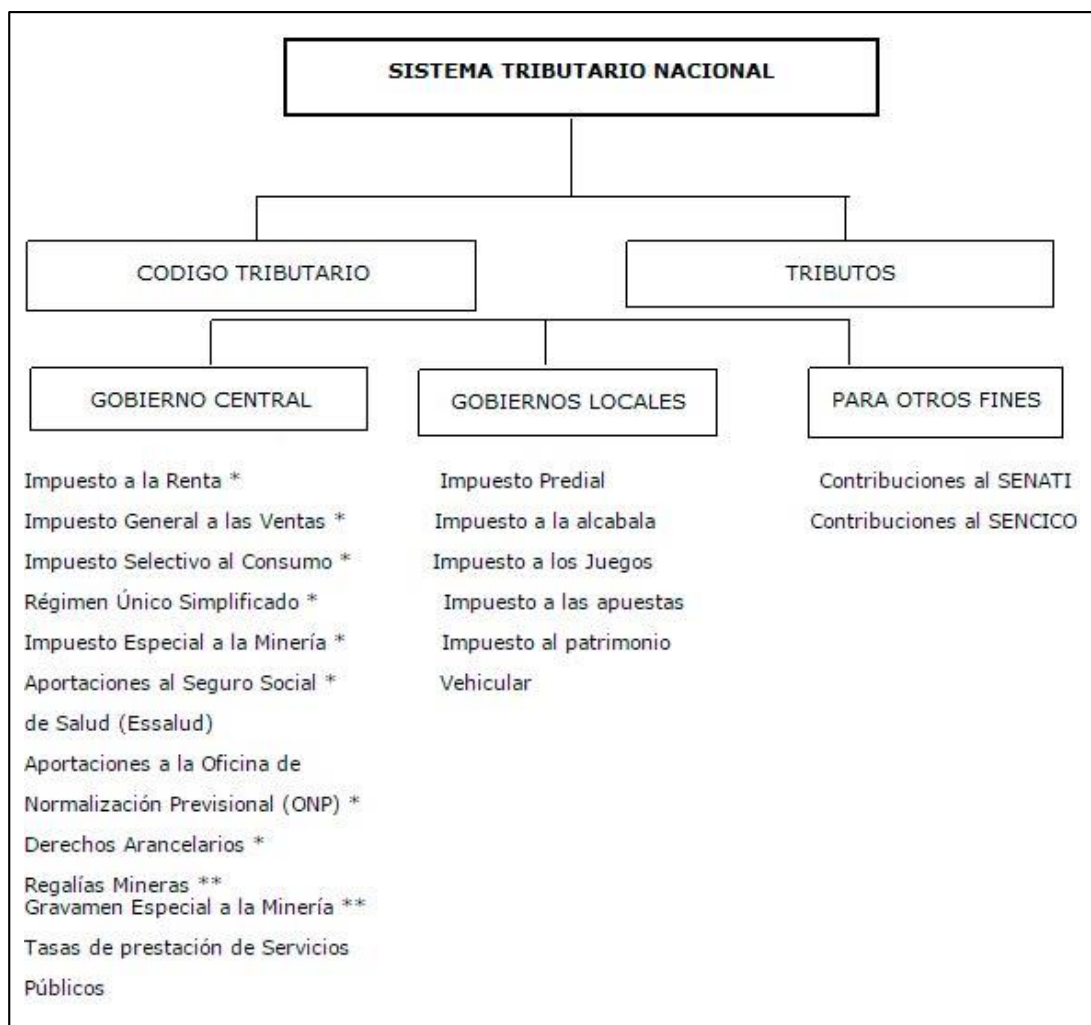 SISTEMA TRIBUTARIO NACIONAL
CODIGO TRIBUTARIO
TRIBUTOS
GOBIERNO CENTRAL
GOBIERNOS LOCALES
PARA OTROS FINES
Impuesto a la Renta *
Impuesto General a las Ventas *
Impuesto Selectivo al Consumo *
Régimen Único Simplificado *
Impuesto Especial a la Minería *
Aportaciones al Seguro Social *
de Salud (Essalud)
Aportaciones a la Oficina de
Normalización Previsional (ONP) *
Derechos Arancelarios *
Regalías Mineras **
Gravamen Especial a la Minería **
Tasas de prestación de Servicios
Públicos
Impuesto Predial
Impuesto a la alcabala
Impuesto a los Juegos
Impuesto a las apuestas
Impuesto al patrimonio
Vehicular
Contribuciones al SENATI
Contribuciones al SENCICO